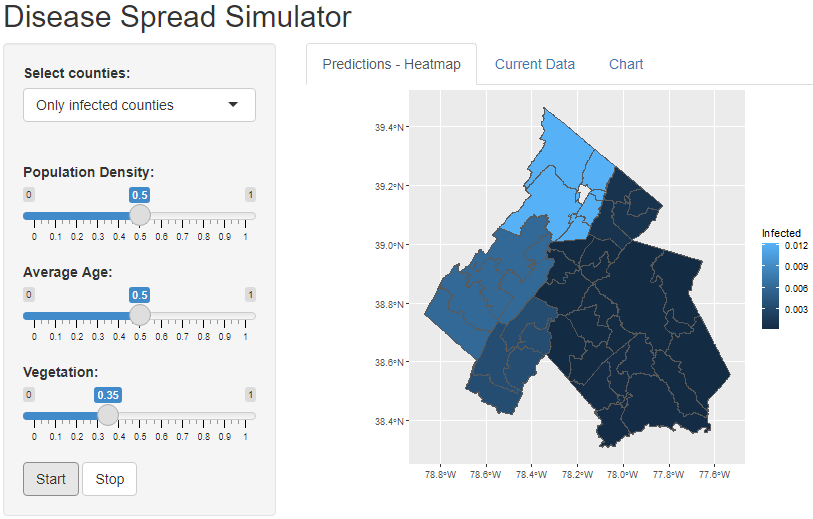 Disease Spread Simulator
Select counties:
Only infected counties
Population Density:
0 0.5 1
0 0.1 0.2 0.3 0.4 0.5 0.6 0.7 0.8 0.9 1
Average Age:
0 0.5 1
0 0.1 0.2 0.3 0.4 0.5 0.6 0.7 0.8 0.9 1
Vegetation:
0 0.35 1
0 0.1 0.2 0.3 0.4 0.5 0.6 0.7 0.8 0.9 1
Start Stop
Predictions - Heatmap Current Data Chart
39.4°N
39.2°N
39.0°N
38.8°N
38.6°N
38.4°N
78.8°W 78.6°W 78.4°W 78.2°W 78.0°W 77.8°W 77.6°W
Infected
0.012
0.009
0.006
0.003